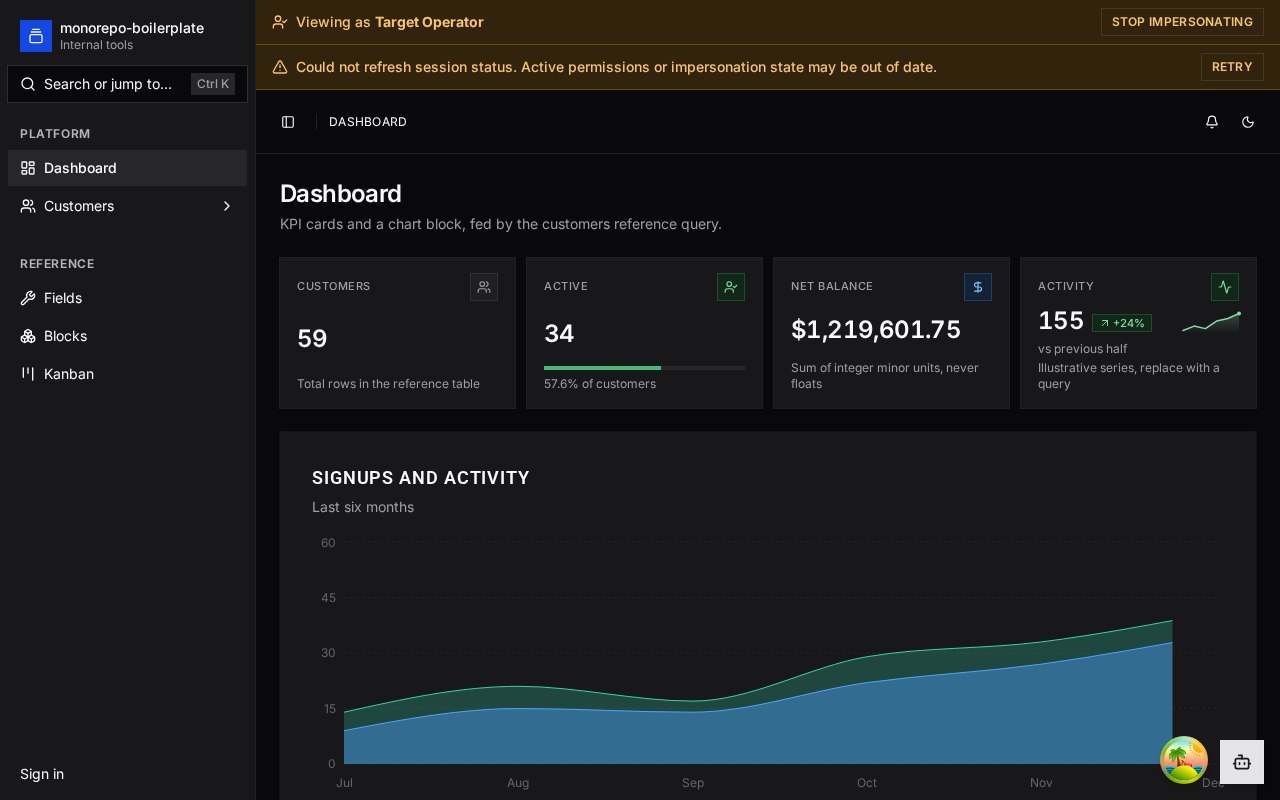 monorepo-boilerplate
Internal tools
Search or jump to... Ctrl K
PLATFORM
Dashboard
Customers
REFERENCE
Fields
Blocks
Kanban
Sign in
Viewing as Target Operator STOP IMPERSONATING
Could not refresh session status. Active permissions or impersonation state may be out of date. RETRY
DASHBOARD
Dashboard
KPI cards and a chart block, fed by the customers reference query.
CUSTOMERS
59
Total rows in the reference table
ACTIVE
34
57.6% of customers
NET BALANCE
$1,219,601.75
Sum of integer minor units, never
floats
ACTIVITY
155 +24%
vs previous half
Illustrative series, replace with a
query
SIGNUPS AND ACTIVITY
Last six months
60
45
30
15
0
Jul Aug Sep Oct Nov Dec